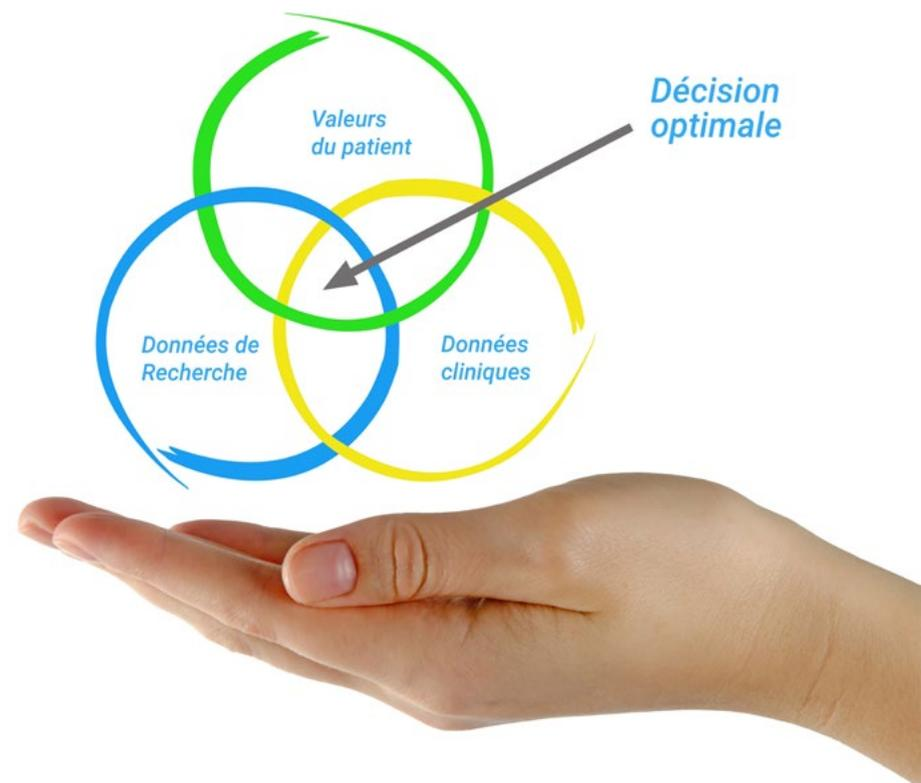 Valeurs
du patient
Décision
optimale
Données de
Recherche
Données
cliniques